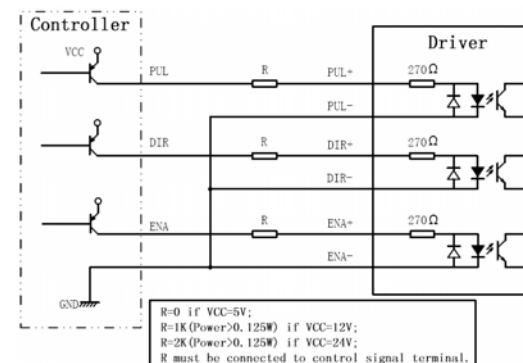 Controller
Driver
VCC
PUL
R
PUL+
270Ω
PUL-
DIR
R
DIR+
270Ω
DIR-
ENA
R
ENA+
270Ω
ENA-
GND
R=0 if VCC=5V;
R=1K(Power>0.125W) if VCC=12V;
R=2K(Power>0.125W) if VCC=24V;
R must be connected to control signal terminal.